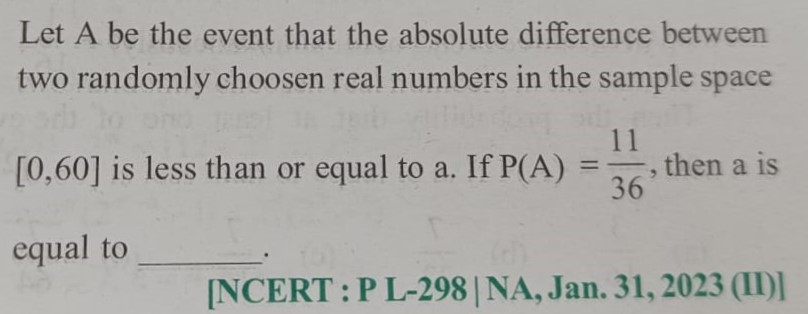 Let A be the event that the absolute difference between
two randomly choosen real numbers in the sample space
[0,60] is less than or equal to a. If P(A) = 11/36, then a is
equal to ________.
[NCERT : P L-298 | NA, Jan. 31, 2023 (II)]